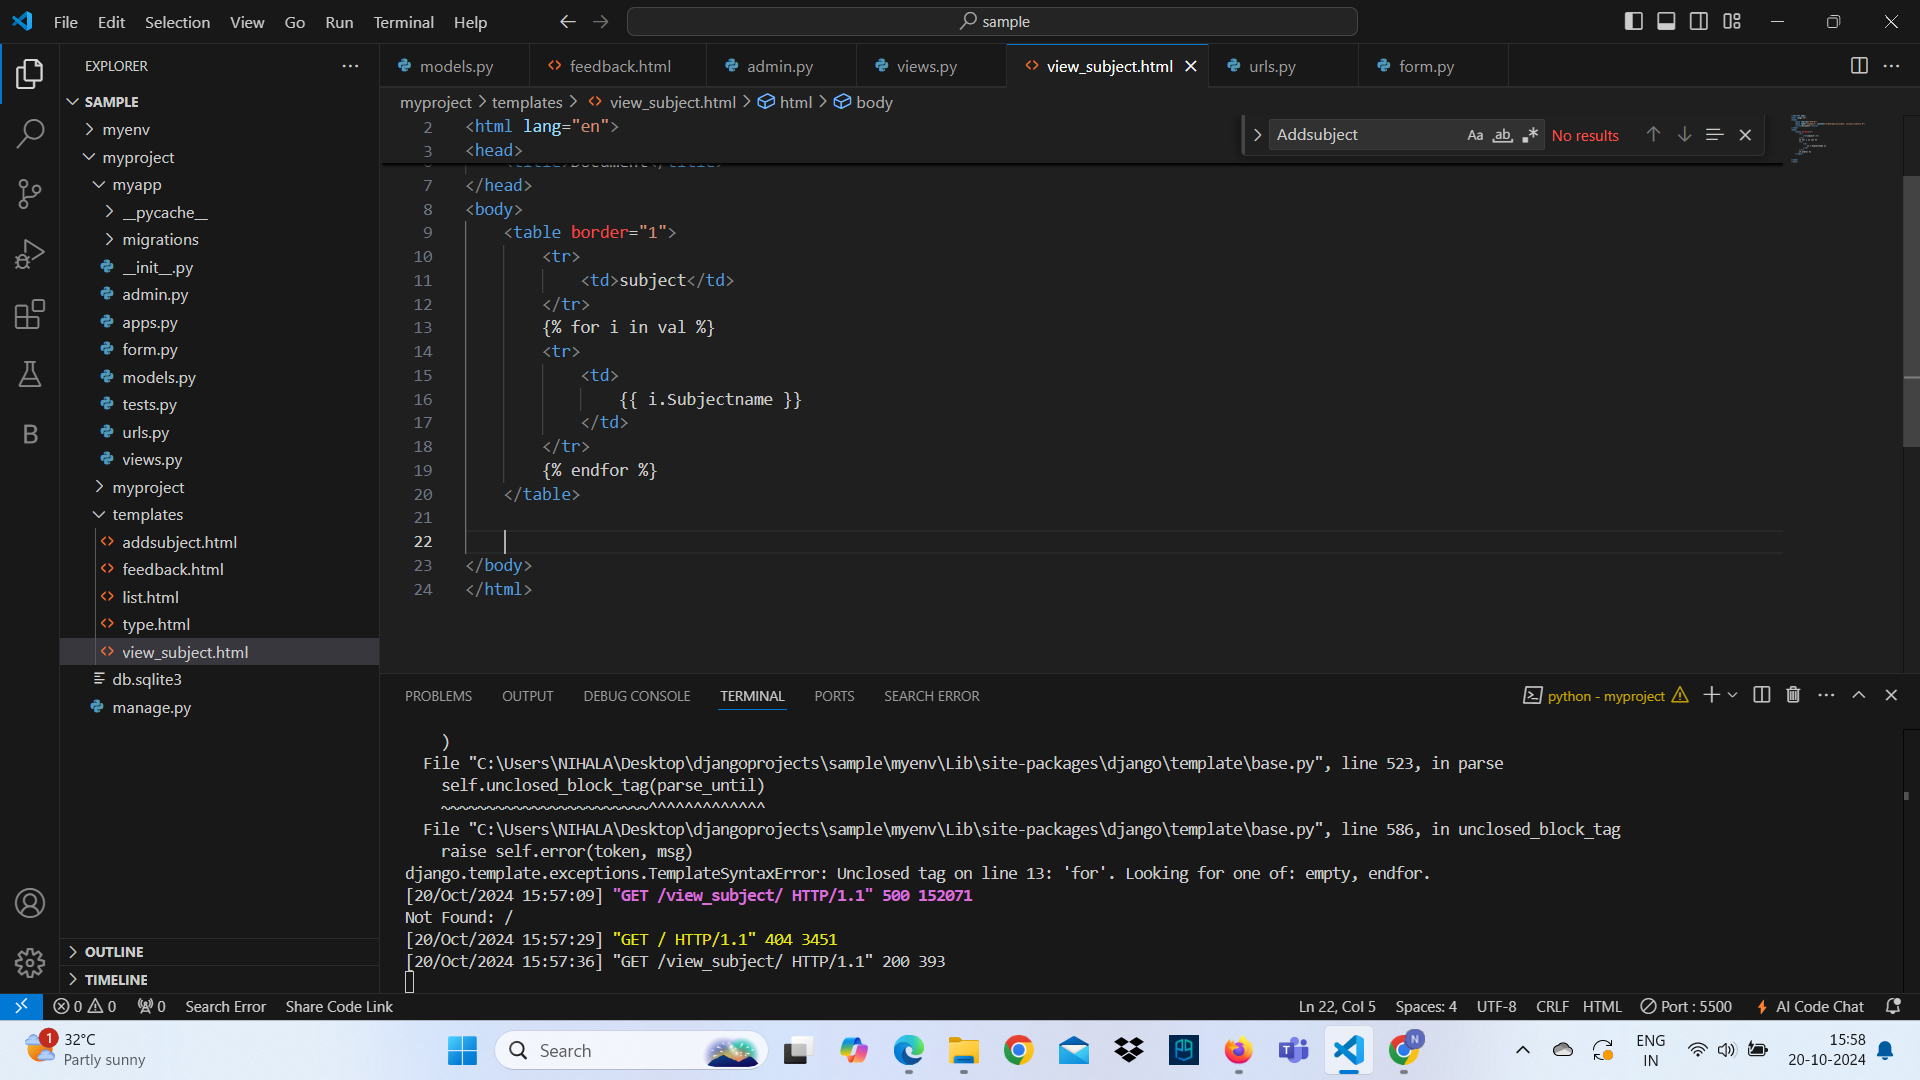 File Edit Selection View Go Run Terminal Help
sample
EXPLORER
SAMPLE
myenv
myproject
myapp
__pycache__
migrations
__init__.py
admin.py
apps.py
form.py
models.py
tests.py
urls.py
views.py
myproject
templates
addsubject.html
feedback.html
list.html
type.html
view_subject.html
db.sqlite3
manage.py
OUTLINE
TIMELINE
models.py feedback.html admin.py views.py view_subject.html urls.py form.py
myproject > templates > view_subject.html > html > body
Addsubject Aa ab No results
2 <html lang="en">
3 <head>
7 </head>
8 <body>
9 <table border="1">
10 <tr>
11 <td>subject</td>
12 </tr>
13 {% for i in val %}
14 <tr>
15 <td>
16 {{ i.Subjectname }}
17 </td>
18 </tr>
19 {% endfor %}
20 </table>
21
22
23 </body>
24 </html>
PROBLEMS OUTPUT DEBUG CONSOLE TERMINAL PORTS SEARCH ERROR
python - myproject
)
File "C:\Users\NIHALA\Desktop\djangoprojects\sample\myenv\Lib\site-packages\django\template\base.py", line 523, in parse
self.unclosed_block_tag(parse_until)
~~~~~~~~~~~~~~~~~~~~~~~^^^^^^^^^^^^^
File "C:\Users\NIHALA\Desktop\djangoprojects\sample\myenv\Lib\site-packages\django\template\base.py", line 586, in unclosed_block_tag
raise self.error(token, msg)
django.template.exceptions.TemplateSyntaxError: Unclosed tag on line 13: 'for'. Looking for one of: empty, endfor.
[20/Oct/2024 15:57:09] "GET /view_subject/ HTTP/1.1" 500 152071
Not Found: /
[20/Oct/2024 15:57:29] "GET / HTTP/1.1" 404 3451
[20/Oct/2024 15:57:36] "GET /view_subject/ HTTP/1.1" 200 393
0 0 0 Search Error Share Code Link Ln 22, Col 5 Spaces: 4 UTF-8 CRLF HTML Port : 5500 AI Code Chat
1 32°C
Partly sunny
Search
ENG
IN
15:58
20-10-2024